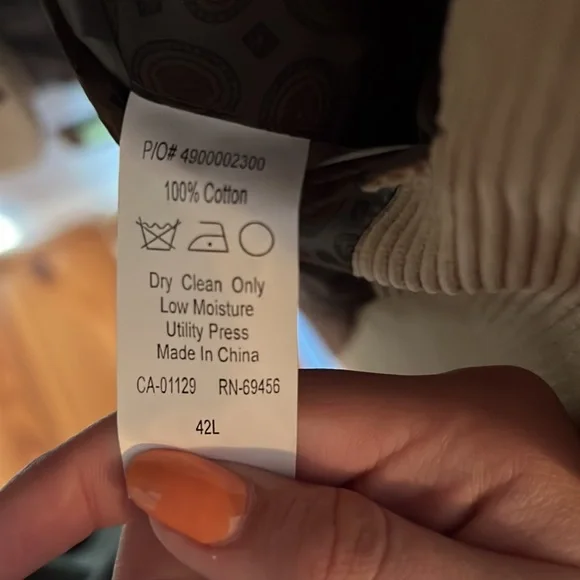 P/O# 4900002300
100% Cotton
Dry Clean Only
Low Moisture
Utility Press
Made In China
CA-01129 RN-69456
42L